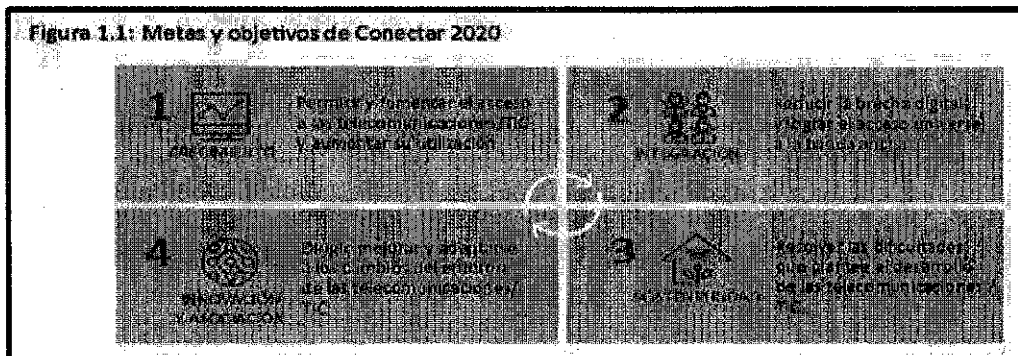 Figura 1.1: Metas y objetivos de Conectar 2020
1
CRECIMIENTO
Permitir y fomentar el acceso
a las telecomunicaciones/TIC
y aumentar su utilización
2
INTEGRACIÓN
Reducir la brecha digital
y lograr el acceso universal
a la banda ancha
4
INNOVACIÓN
Y ASOCIACIÓN
Dirigir, mejorar y adaptarse
a los cambios del entorno
de las telecomunicaciones/
TIC
3
SOSTENIBILIDAD
Resolver las dificultades
que plantee el desarrollo
de las telecomunicaciones /
TIC